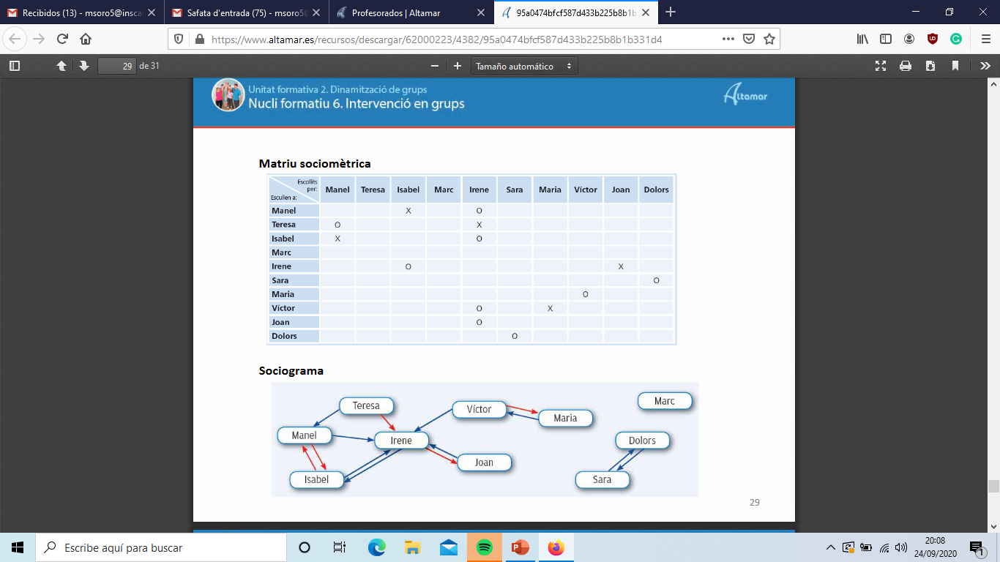 Recibidos (13) - msoro5@insca
Safata d'entrada (75) - msoro5@
Profesorados | Altamar
95a0474bfcf587d433b225b8b1b
https://www.altamar.es/recursos/descargar/62000223/4382/95a0474bfcf587d433b225b8b1b331d4
29 de 31
Tamaño automático
Unitat formativa 2. Dinamització de grups
Nucli formatiu 6. Intervenció en grups
Altamar
Matriu sociomètrica
Escollits per:
Escullen a:
Manel Teresa Isabel Marc Irene Sara Maria Víctor Joan Dolors
Manel X O
Teresa O X
Isabel X O
Marc
Irene O X
Sara O
Maria O
Víctor O X
Joan O
Dolors O
Sociograma
Teresa
Víctor
Marc
Maria
Manel
Irene
Dolors
Joan
Isabel
Sara
29
Escribe aquí para buscar
20:08
24/09/2020
1